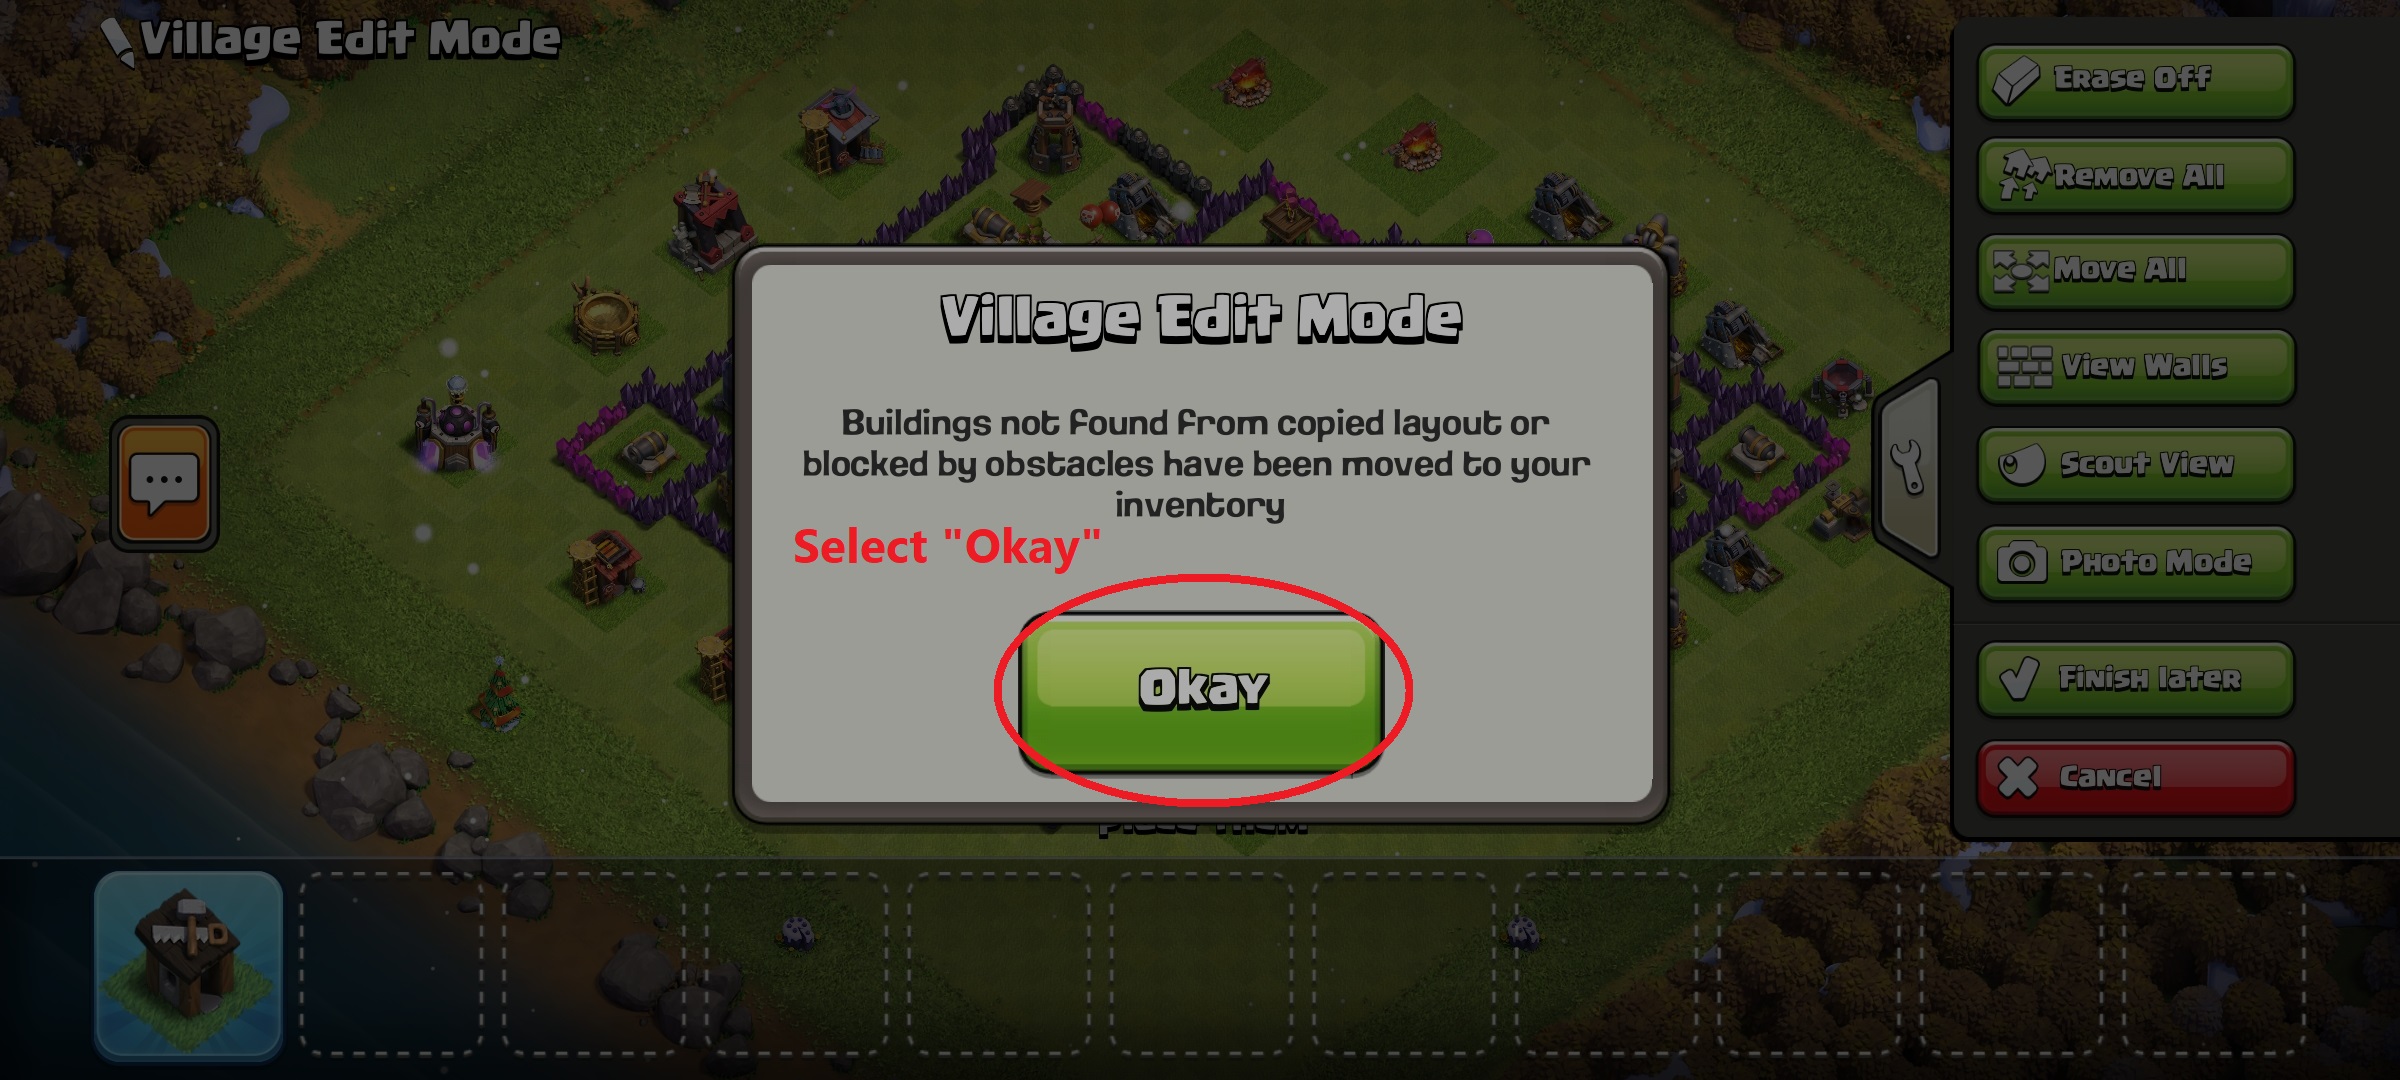 Village Edit Mode
Erase Off
Remove All
Move All
View Walls
Scout View
Photo Mode
Finish later
Cancel
Village Edit Mode
Buildings not found from copied layout or
blocked by obstacles have been moved to your
inventory
Select "Okay"
Okay
place them